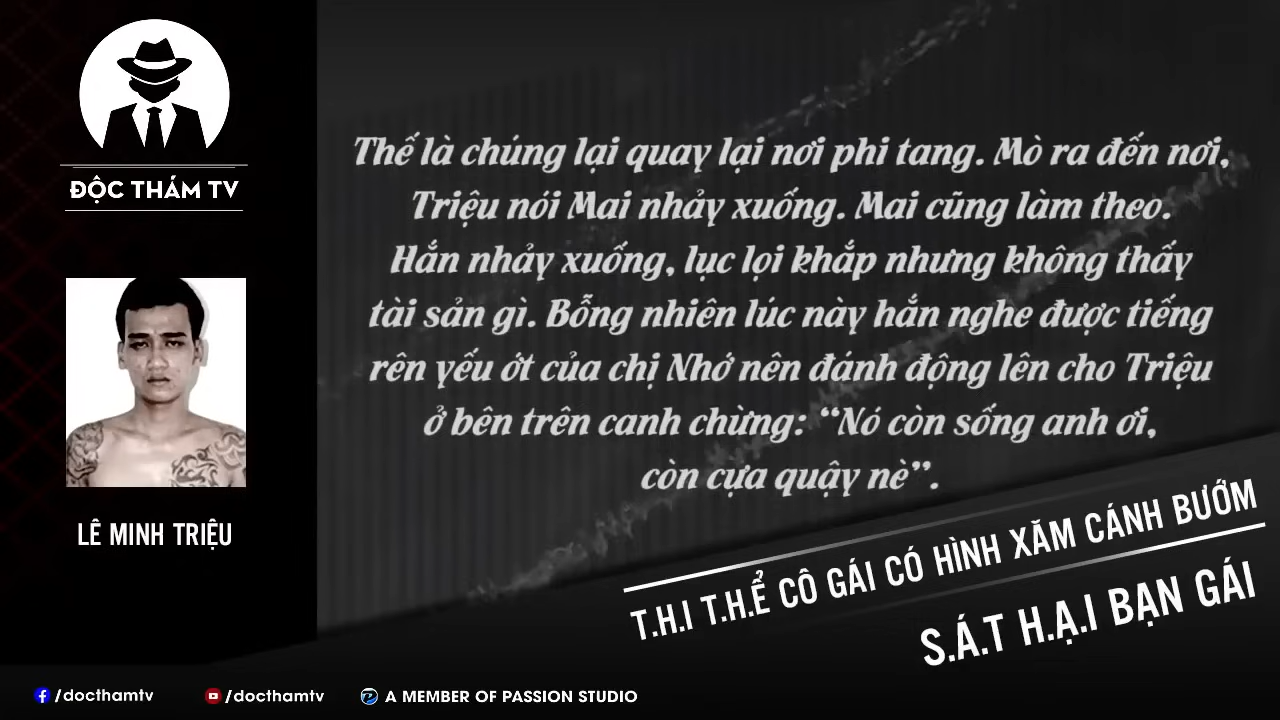 ĐỘC THÁM TV
LÊ MINH TRIỆU
Thế là chúng lại quay lại nơi phi tang. Mò ra đến nơi,
Triệu nói Mai nhảy xuống. Mai cũng làm theo.
Hắn nhảy xuống, lục lọi khắp nhưng không thấy
tài sản gì. Bỗng nhiên lúc này hắn nghe được tiếng
rên yếu ớt của chị Nhớ nên đánh động lên cho Triệu
ở bên trên canh chừng: “Nó còn sống anh ơi,
còn cựa quậy nè”.
T.H.I T.H.Ể CÔ GÁI CÓ HÌNH XĂM CÁNH BƯỚM
S.Á.T H.Ạ.I BẠN GÁI
/docthamtv
/docthamtv
A MEMBER OF PASSION STUDIO